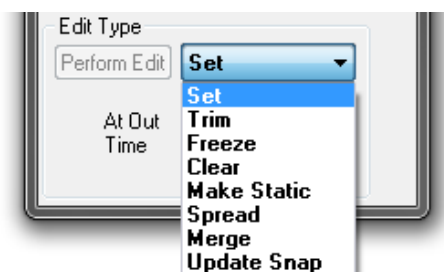 Edit Type
Perform Edit Set
Set
At Out Trim
Time Freeze
Clear
Make Static
Spread
Merge
Update Snap